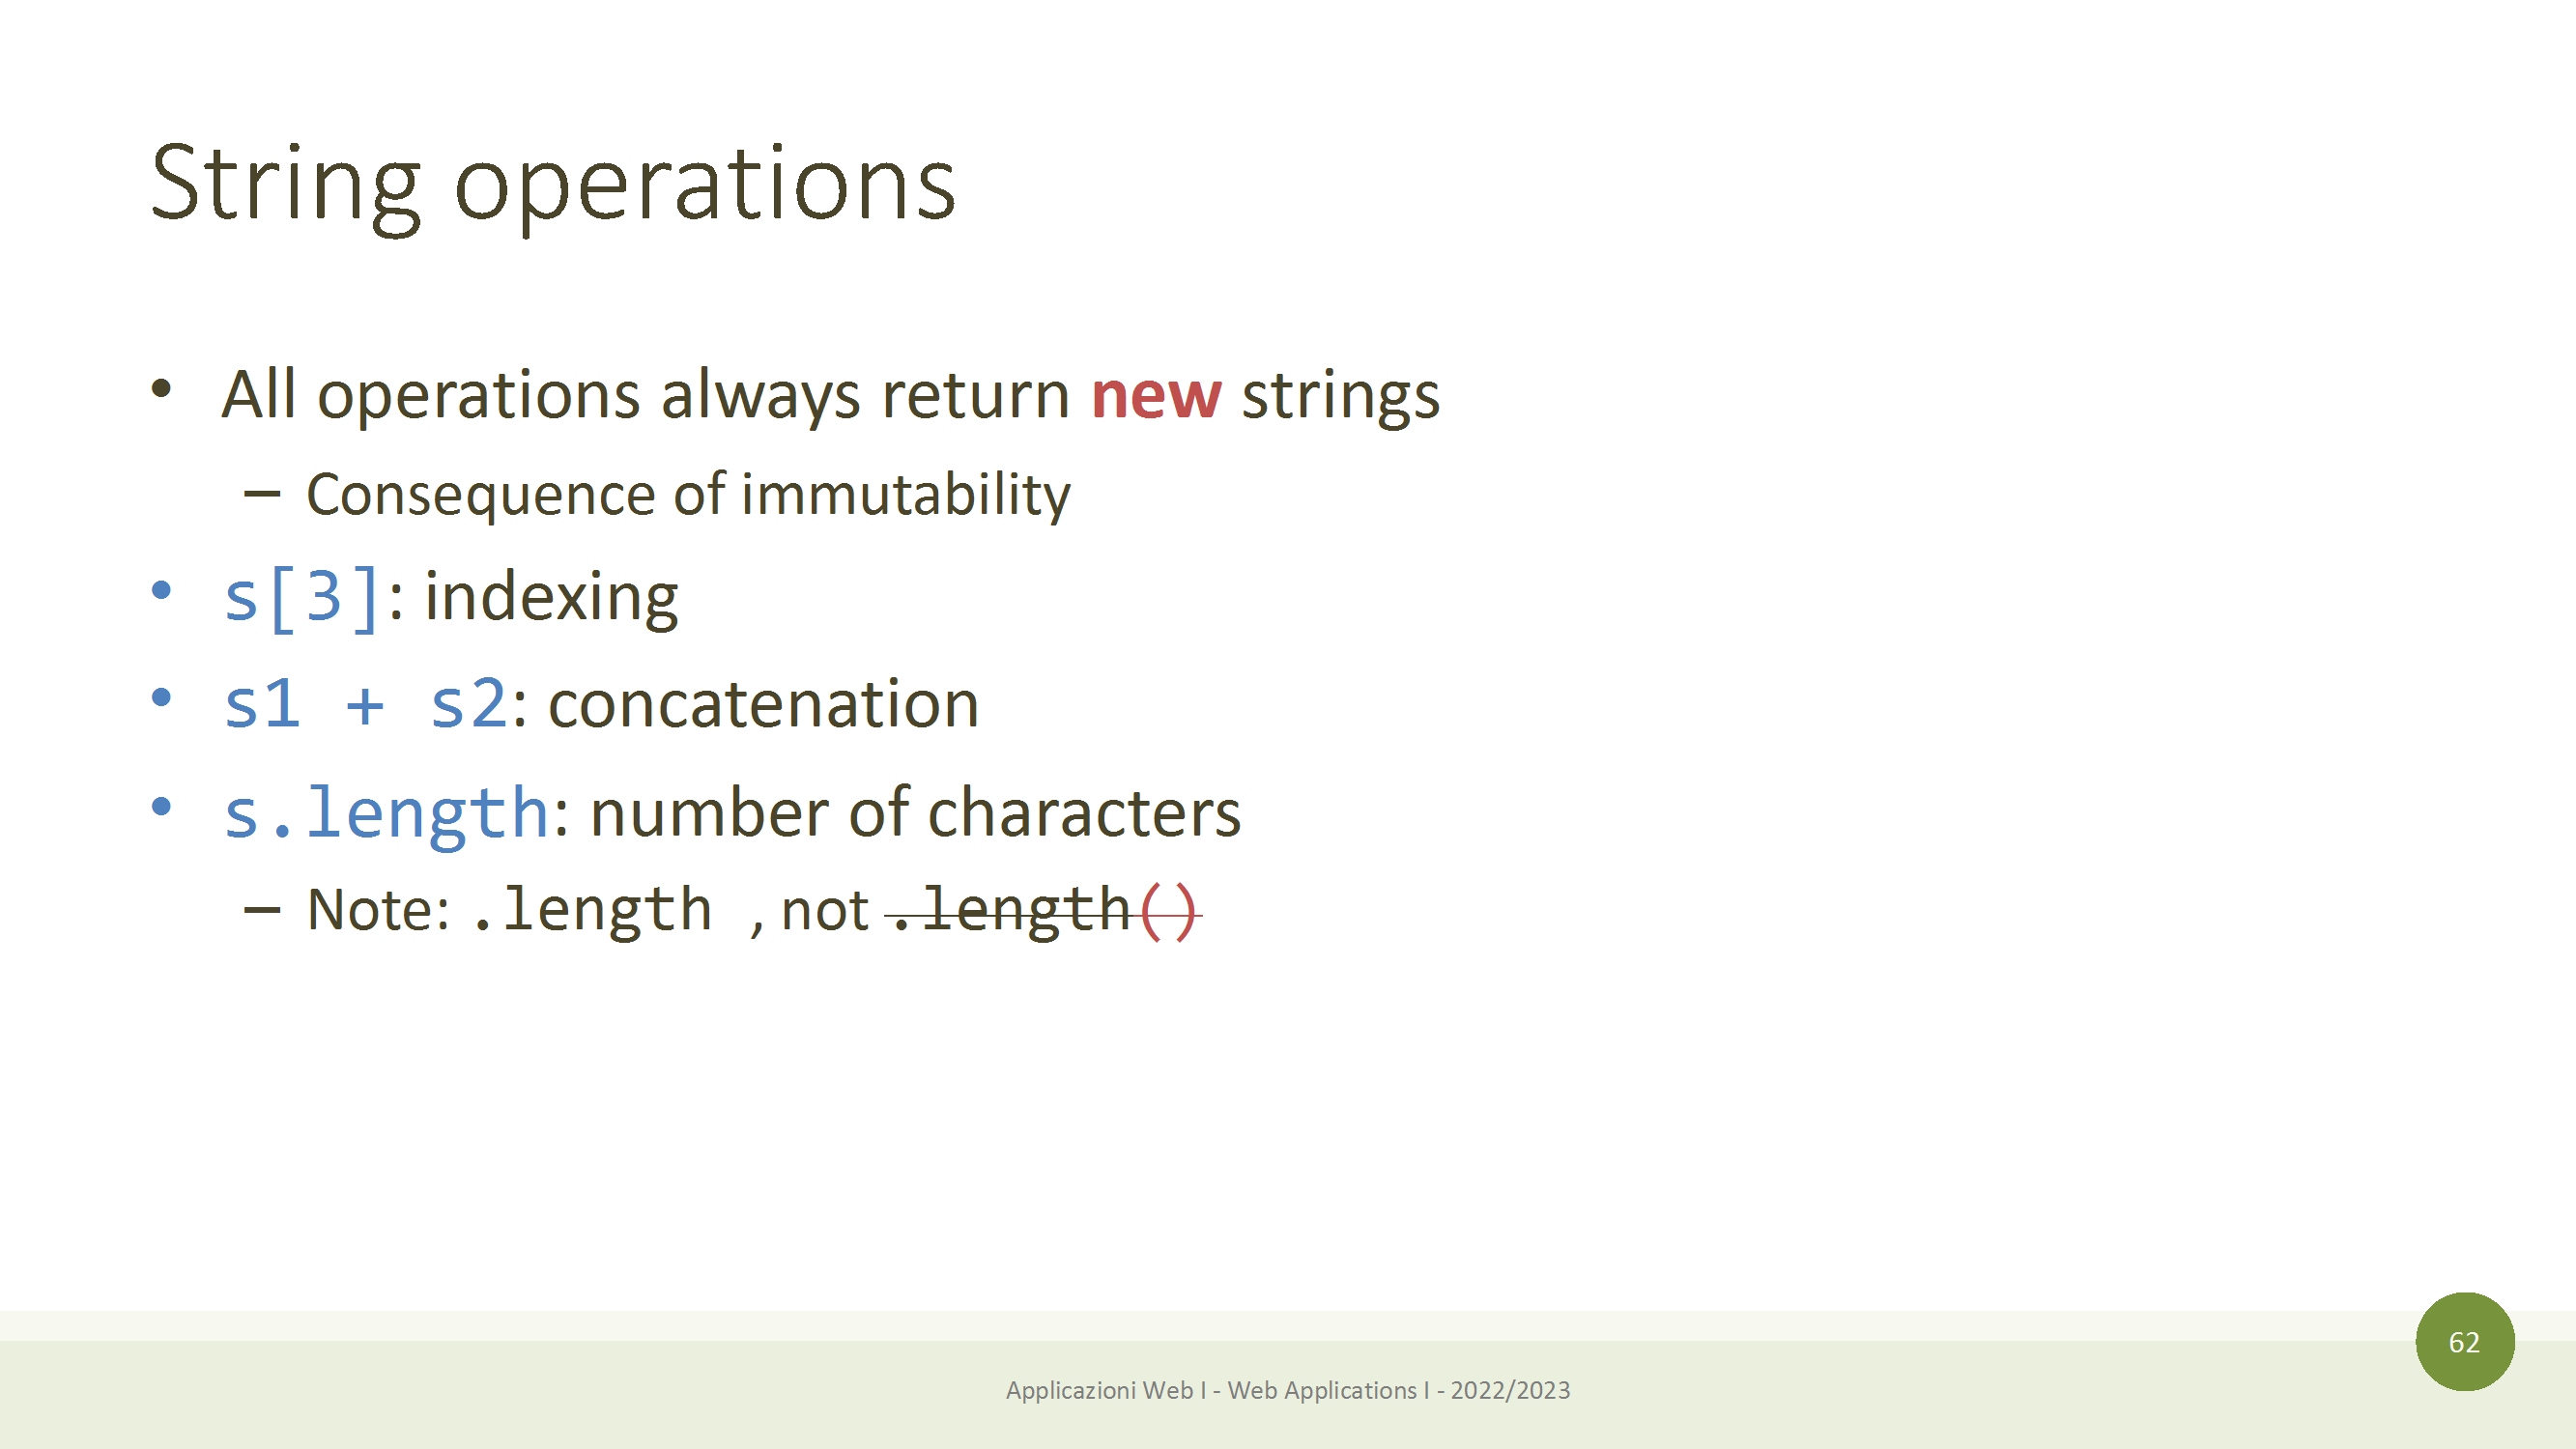 String operations
• All operations always return new strings
– Consequence of immutability
• s[3]: indexing
• s1 + s2: concatenation
• s.length: number of characters
– Note: .length , not .length()
62
Applicazioni Web I - Web Applications I - 2022/2023